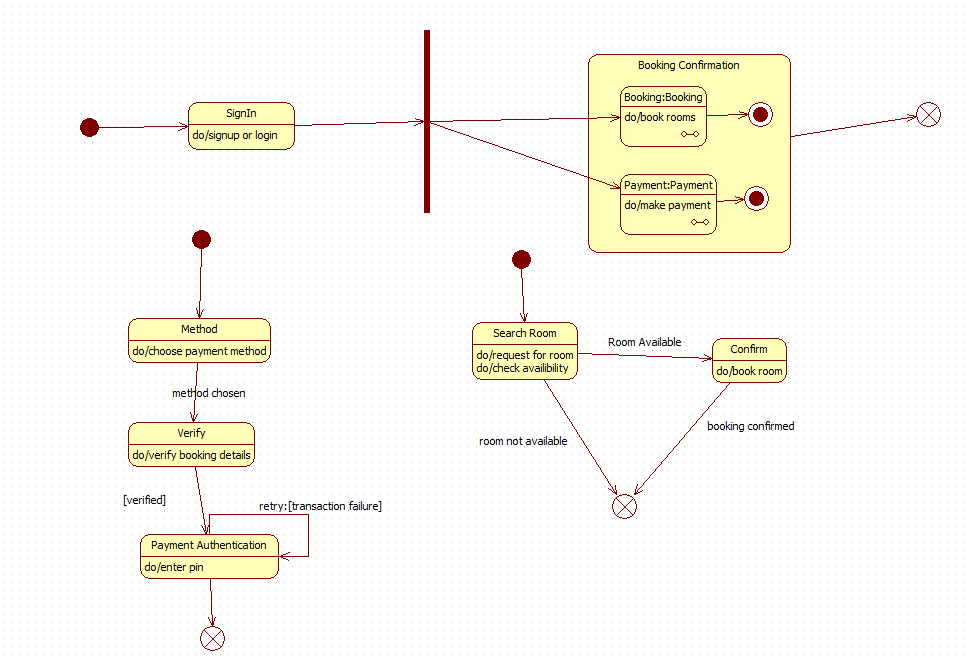 Booking Confirmation
Booking:Booking
do/book rooms
SignIn
do/signup or login
Payment:Payment
do/make payment
Method
do/choose payment method
method chosen
Verify
do/verify booking details
[verified]
retry:[transaction failure]
Payment Authentication
do/enter pin
Search Room
do/request for room
do/check availibility
Room Available
Confirm
do/book room
room not available
booking confirmed